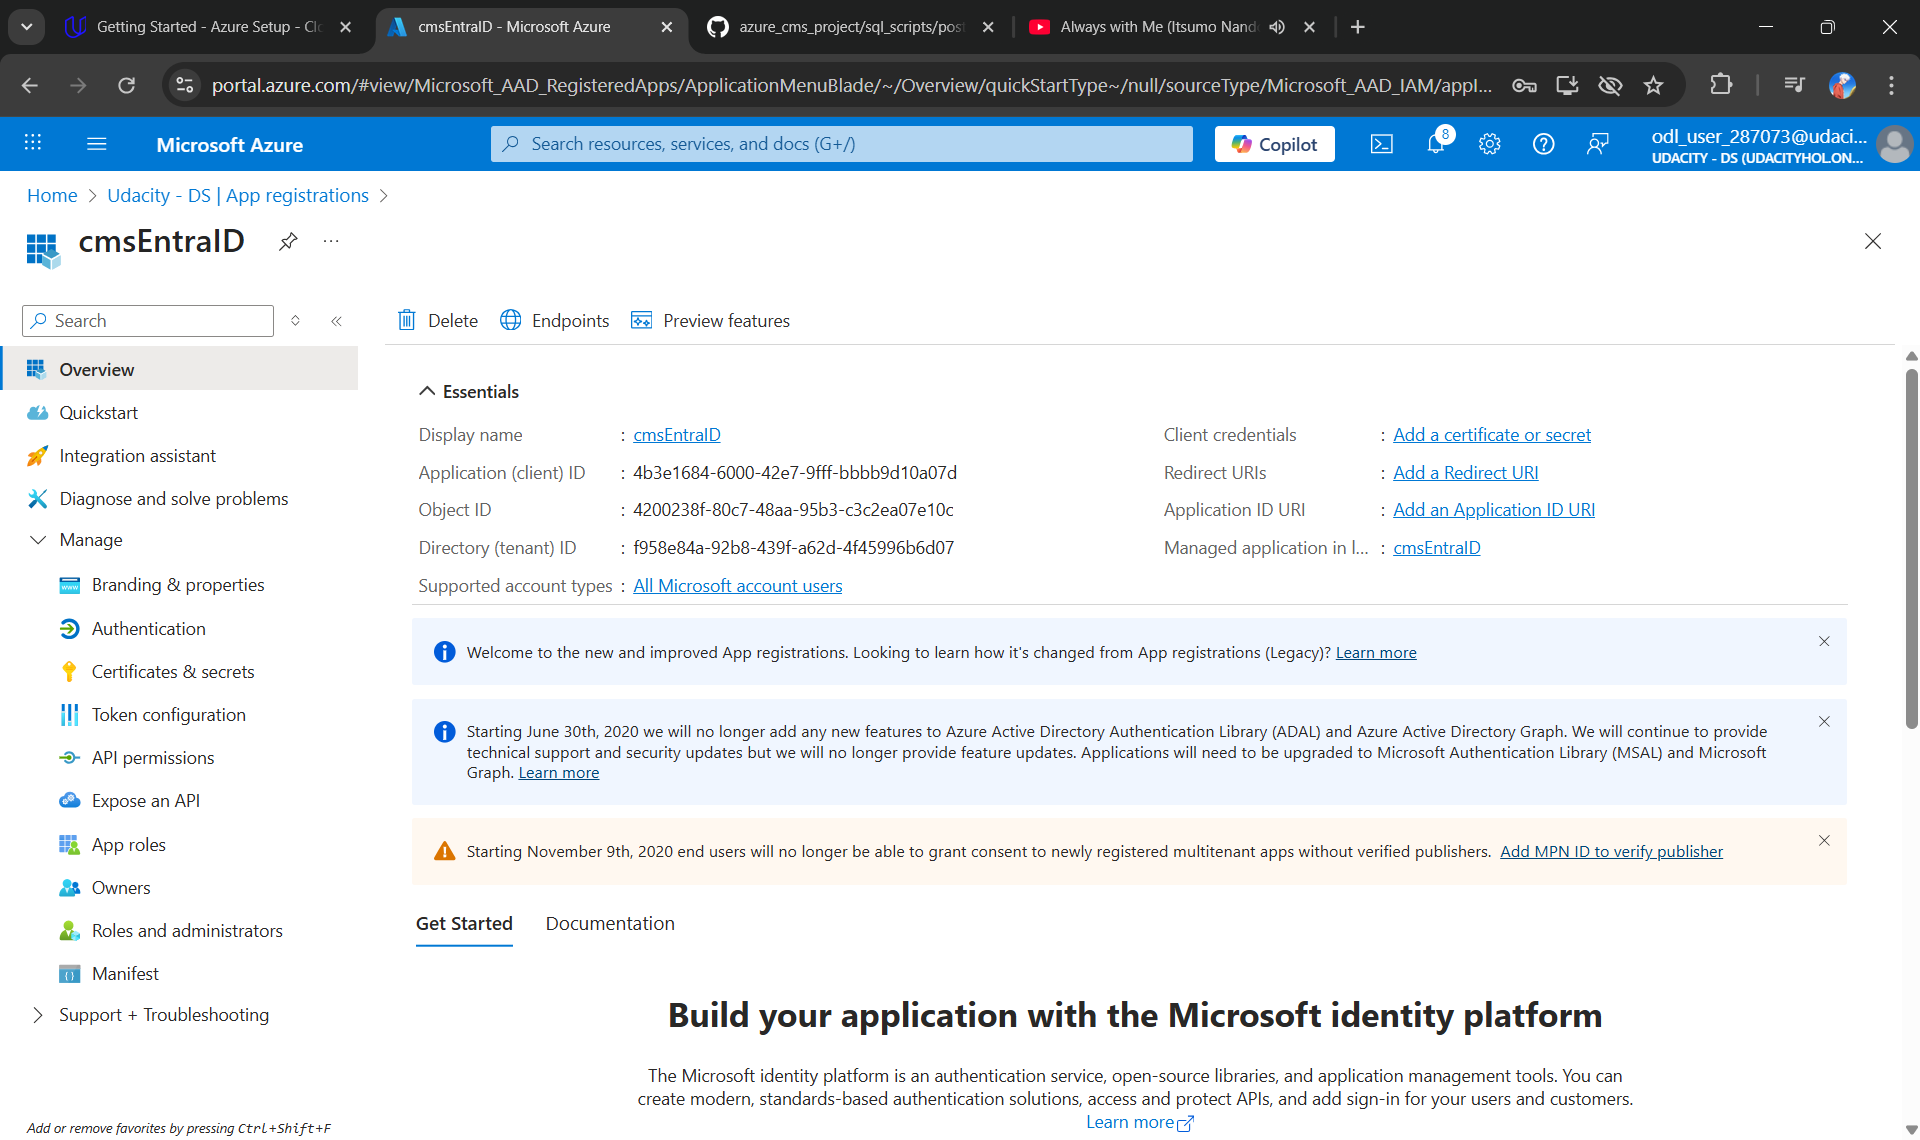 Getting Started - Azure Setup - Clo
cmsEntraID - Microsoft Azure
azure_cms_project/sql_scripts/post
Always with Me (Itsumo Nand
portal.azure.com/#view/Microsoft_AAD_RegisteredApps/ApplicationMenuBlade/~/Overview/quickStartType~/null/sourceType/Microsoft_AAD_IAM/appI...
Microsoft Azure
Search resources, services, and docs (G+/)
Copilot
8
odl_user_287073@udaci...
UDACITY - DS (UDACITYHOL.ON...
Home > Udacity - DS | App registrations >
cmsEntraID
Search
Delete
Endpoints
Preview features
Overview
Quickstart
Integration assistant
Diagnose and solve problems
Manage
Branding & properties
Authentication
Certificates & secrets
Token configuration
API permissions
Expose an API
App roles
Owners
Roles and administrators
Manifest
Support + Troubleshooting
Add or remove favorites by pressing Ctrl+Shift+F
Essentials
Display name : cmsEntraID
Application (client) ID : 4b3e1684-6000-42e7-9fff-bbbb9d10a07d
Object ID : 4200238f-80c7-48aa-95b3-c3c2ea07e10c
Directory (tenant) ID : f958e84a-92b8-439f-a62d-4f45996b6d07
Supported account types : All Microsoft account users
Client credentials : Add a certificate or secret
Redirect URIs : Add a Redirect URI
Application ID URI : Add an Application ID URI
Managed application in l... : cmsEntraID
Welcome to the new and improved App registrations. Looking to learn how it's changed from App registrations (Legacy)? Learn more
Starting June 30th, 2020 we will no longer add any new features to Azure Active Directory Authentication Library (ADAL) and Azure Active Directory Graph. We will continue to provide
technical support and security updates but we will no longer provide feature updates. Applications will need to be upgraded to Microsoft Authentication Library (MSAL) and Microsoft
Graph. Learn more
Starting November 9th, 2020 end users will no longer be able to grant consent to newly registered multitenant apps without verified publishers. Add MPN ID to verify publisher
Get Started
Documentation
Build your application with the Microsoft identity platform
The Microsoft identity platform is an authentication service, open-source libraries, and application management tools. You can
create modern, standards-based authentication solutions, access and protect APIs, and add sign-in for your users and customers.
Learn more